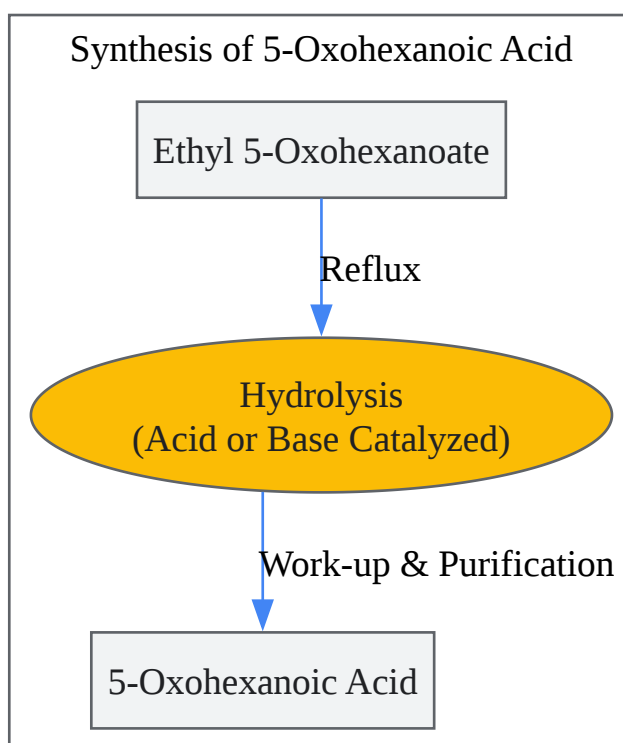 Synthesis of 5-Oxohexanoic Acid
Ethyl 5-Oxohexanoate
Reflux
Hydrolysis
(Acid or Base Catalyzed)
Work-up & Purification
5-Oxohexanoic Acid